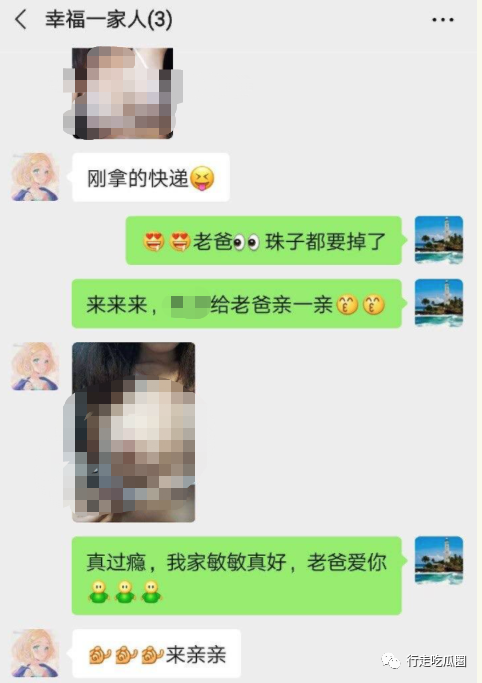 幸福一家人(3)
刚拿的快递
老爸 珠子都要掉了
来来来，给老爸亲一亲
真过瘾，我家敏敏真好，老爸爱你
来亲亲
行走吃瓜圈